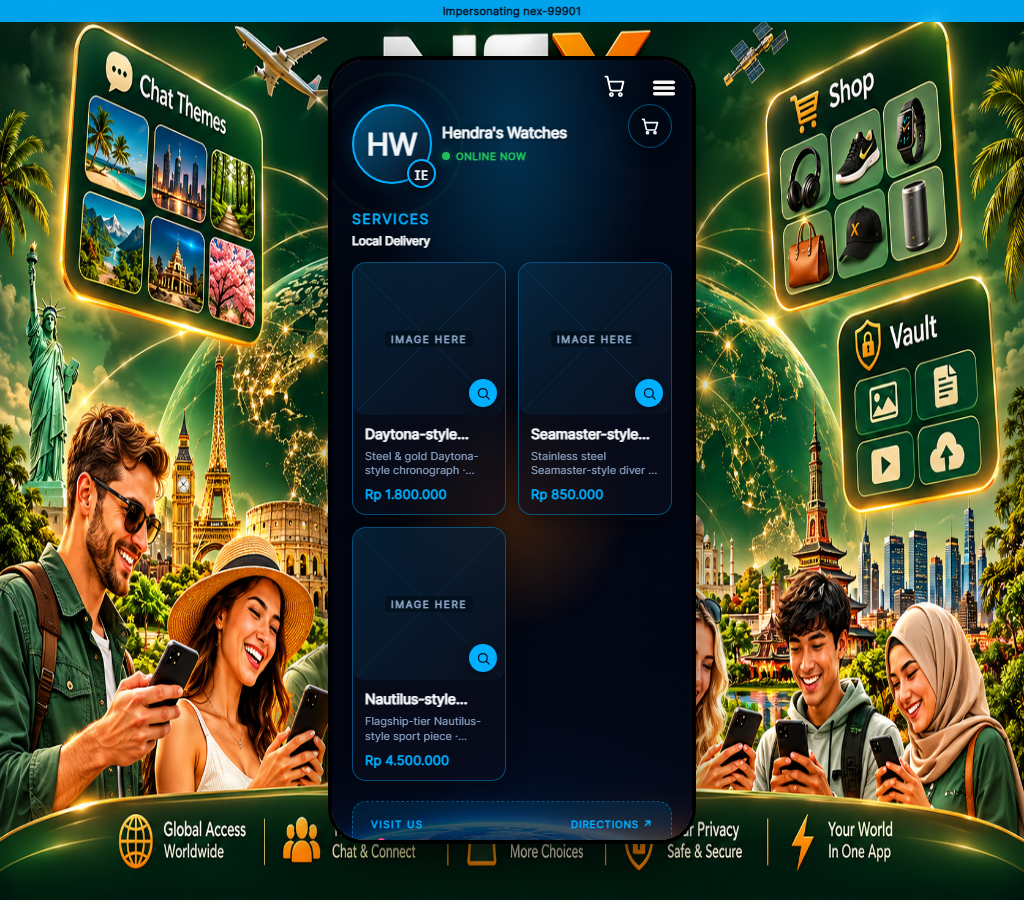 Impersonating nex-99901
NEX
Chat Themes
Shop
X
Vault
HW
IE
Hendra's Watches
ONLINE NOW
SERVICES
Local Delivery
IMAGE HERE
IMAGE HERE
Daytona-style...
Steel & gold Daytona-
style chronograph -...
Rp 1.800.000
Seamaster-style...
Stainless steel
Seamaster-style diver ...
Rp 850.000
IMAGE HERE
Nautilus-style...
Flagship-tier Nautilus-
style sport piece -...
Rp 4.500.000
VISIT US
DIRECTIONS ↗
Global Access
Worldwide
Chat & Connect
More Choices
Privacy
Safe & Secure
Your World
In One App